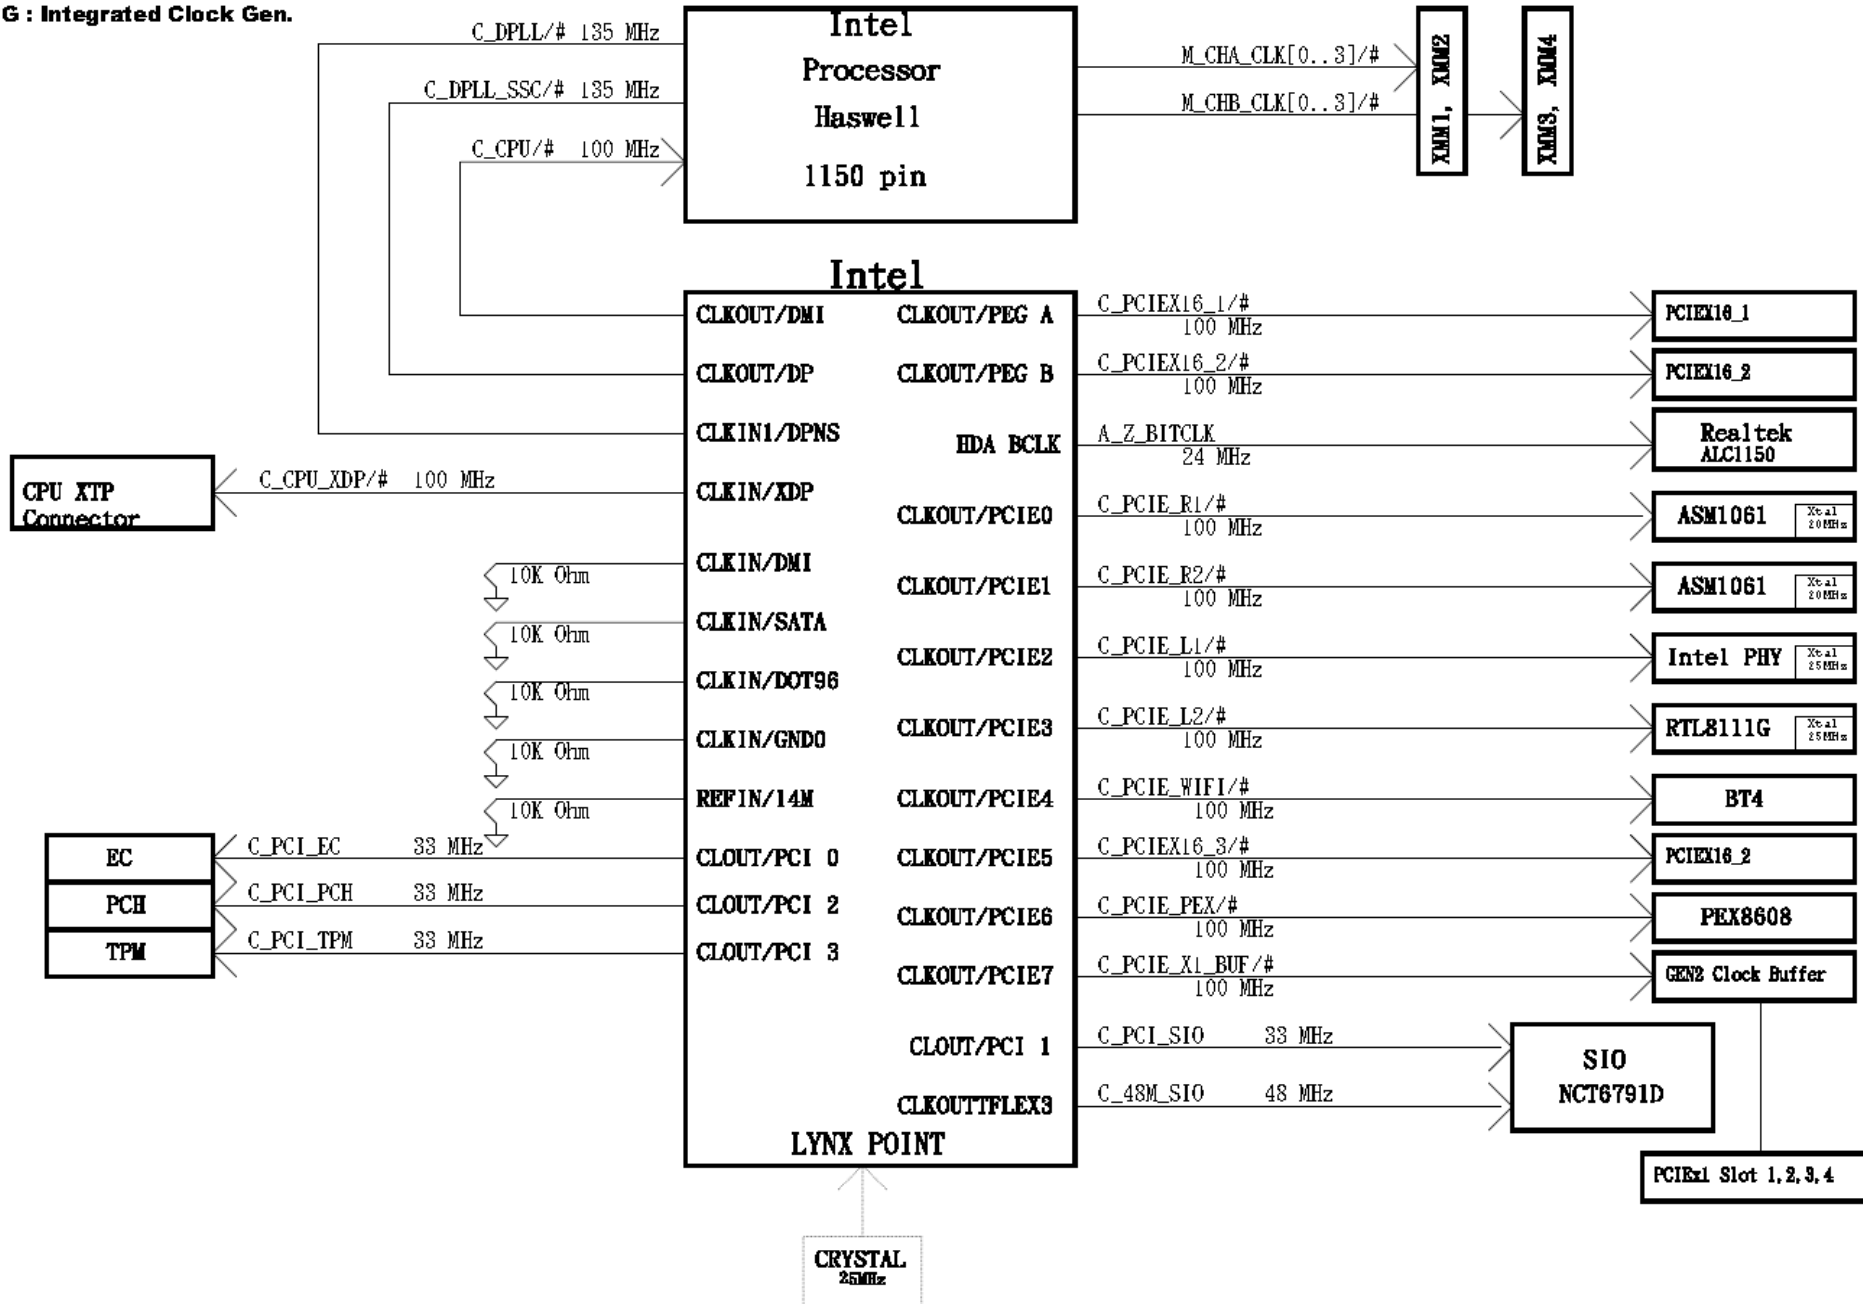 G : Integrated Clock Gen.
C_DPLL/# 135 MHz
C_DPLL_SSC/# 135 MHz
C_CPU/# 100 MHz
Intel
Processor
Haswell
1150 pin
M_CHA_CLK[0..3]/#
M_CHB_CLK[0..3]/#
XMM1, XMM2
XMM3, XMM4
Intel
CLKOUT/DMI
CLKOUT/DP
CLKIN1/DPNS
CLKIN/XDP
CLKIN/DMI
CLKIN/SATA
CLKIN/DOT96
CLKIN/GND0
REFIN/14M
CLOUT/PCI 0
CLOUT/PCI 2
CLOUT/PCI 3
CPU XTP
Connector
C_CPU_XDP/# 100 MHz
10K Ohm
10K Ohm
10K Ohm
10K Ohm
10K Ohm
EC
C_PCI_EC 33 MHz
PCH
C_PCI_PCH 33 MHz
TPM
C_PCI_TPM 33 MHz
CLKOUT/PEG A
C_PCIEX16_1/#
100 MHz
PCIEX16_1
CLKOUT/PEG B
C_PCIEX16_2/#
100 MHz
PCIEX16_2
HDA BCLK
A_Z_BITCLK
24 MHz
Realtek
ALC1150
CLKOUT/PCIE0
C_PCIE_R1/#
100 MHz
ASM1061
Xtal
20MHz
CLKOUT/PCIE1
C_PCIE_R2/#
100 MHz
ASM1061
Xtal
20MHz
CLKOUT/PCIE2
C_PCIE_L1/#
100 MHz
Intel PHY
Xtal
25MHz
CLKOUT/PCIE3
C_PCIE_L2/#
100 MHz
RTL8111G
Xtal
25MHz
CLKOUT/PCIE4
C_PCIE_WIFI/#
100 MHz
BT4
CLKOUT/PCIE5
C_PCIEX16_3/#
100 MHz
PCIEX16_2
CLKOUT/PCIE6
C_PCIE_PEX/#
100 MHz
PEX8608
CLKOUT/PCIE7
C_PCIE_X1_BUF/#
100 MHz
GEN2 Clock Buffer
CLOUT/PCI 1
C_PCI_SIO 33 MHz
CLKOUTTFLEX3
C_48M_SIO 48 MHz
SIO
NCT6791D
LYNX POINT
PCIEx1 Slot 1,2,3,4
CRYSTAL
25MHz